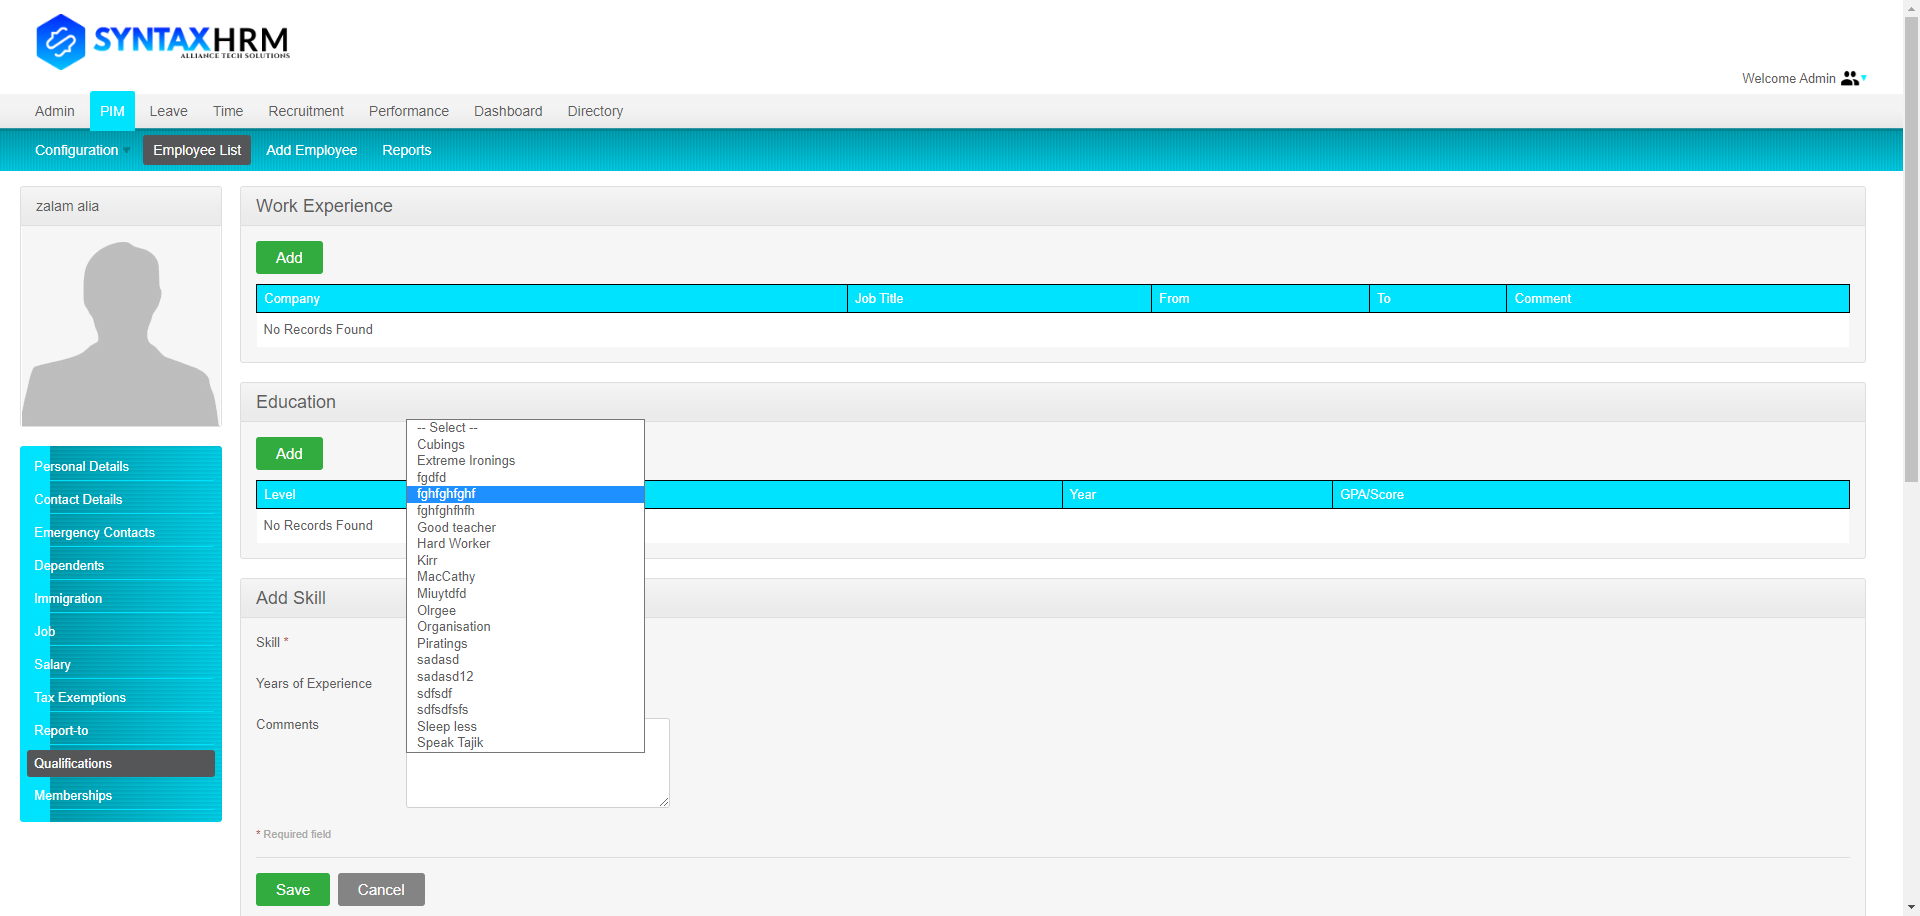 SYNTAXHRM
ALLIANCE TECH SOLUTIONS
Welcome Admin
Admin PIM Leave Time Recruitment Performance Dashboard Directory
Configuration Employee List Add Employee Reports
zalam alia
Personal Details
Contact Details
Emergency Contacts
Dependents
Immigration
Job
Salary
Tax Exemptions
Report-to
Qualifications
Memberships
Work Experience
Add
Company Job Title From To Comment
No Records Found
Education
Add
Level Year GPA/Score
No Records Found
-- Select --
Cubings
Extreme Ironings
fgdfd
fghfghfghf
fghfghfhfh
Good teacher
Hard Worker
Kirr
MacCathy
Miuytdfd
Olrgee
Organisation
Piratings
sadasd
sadasd12
sdfsdf
sdfsdfsfs
Sleep less
Speak Tajik
Add Skill
Skill *
Years of Experience
Comments
* Required field
Save Cancel